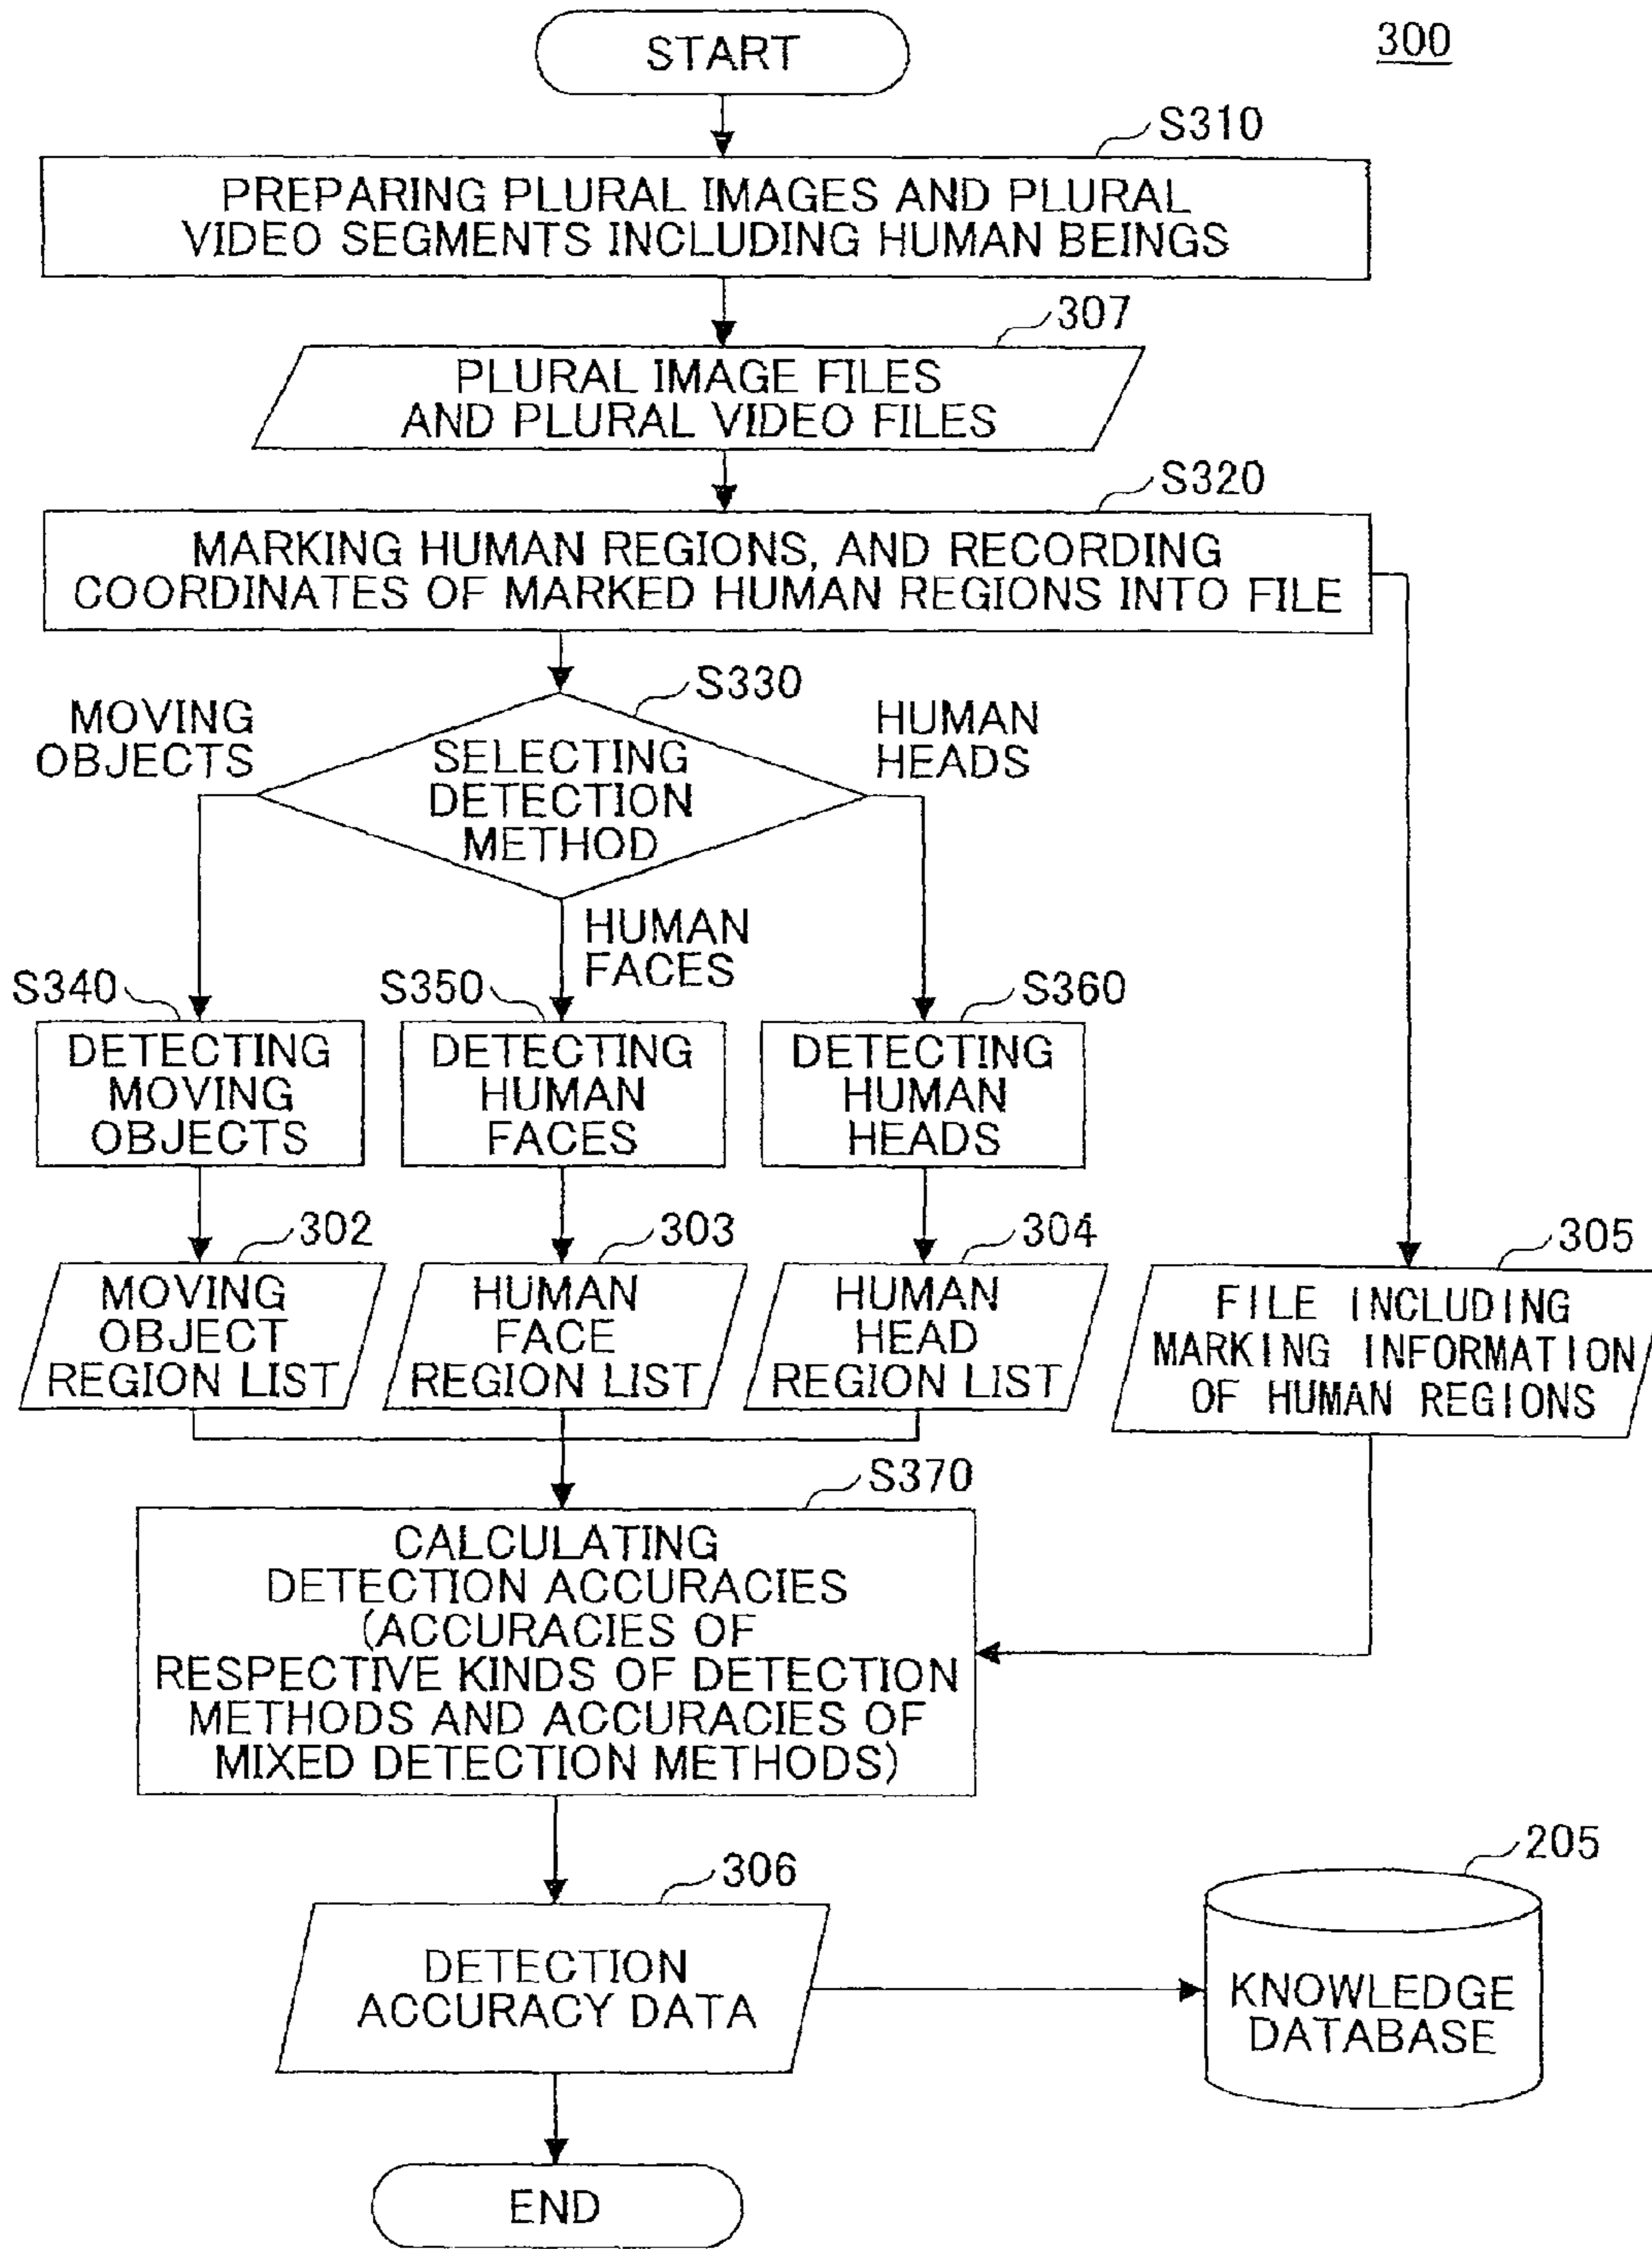 START
300
S310
PREPARING PLURAL IMAGES AND PLURAL
VIDEO SEGMENTS INCLUDING HUMAN BEINGS
307
PLURAL IMAGE FILES
AND PLURAL VIDEO FILES
S320
MARKING HUMAN REGIONS, AND RECORDING
COORDINATES OF MARKED HUMAN REGIONS INTO FILE
S330
MOVING
OBJECTS
SELECTING
DETECTION
METHOD
HUMAN
HEADS
HUMAN
FACES
S340
DETECTING
MOVING
OBJECTS
S350
DETECTING
HUMAN
FACES
S360
DETECTING
HUMAN
HEADS
302
MOVING
OBJECT
REGION LIST
303
HUMAN
FACE
REGION LIST
304
HUMAN
HEAD
REGION LIST
305
FILE INCLUDING
MARKING INFORMATION
OF HUMAN REGIONS
S370
CALCULATING
DETECTION ACCURACIES
(ACCURACIES OF
RESPECTIVE KINDS OF DETECTION
METHODS AND ACCURACIES OF
MIXED DETECTION METHODS)
306
DETECTION
ACCURACY DATA
205
KNOWLEDGE
DATABASE
END